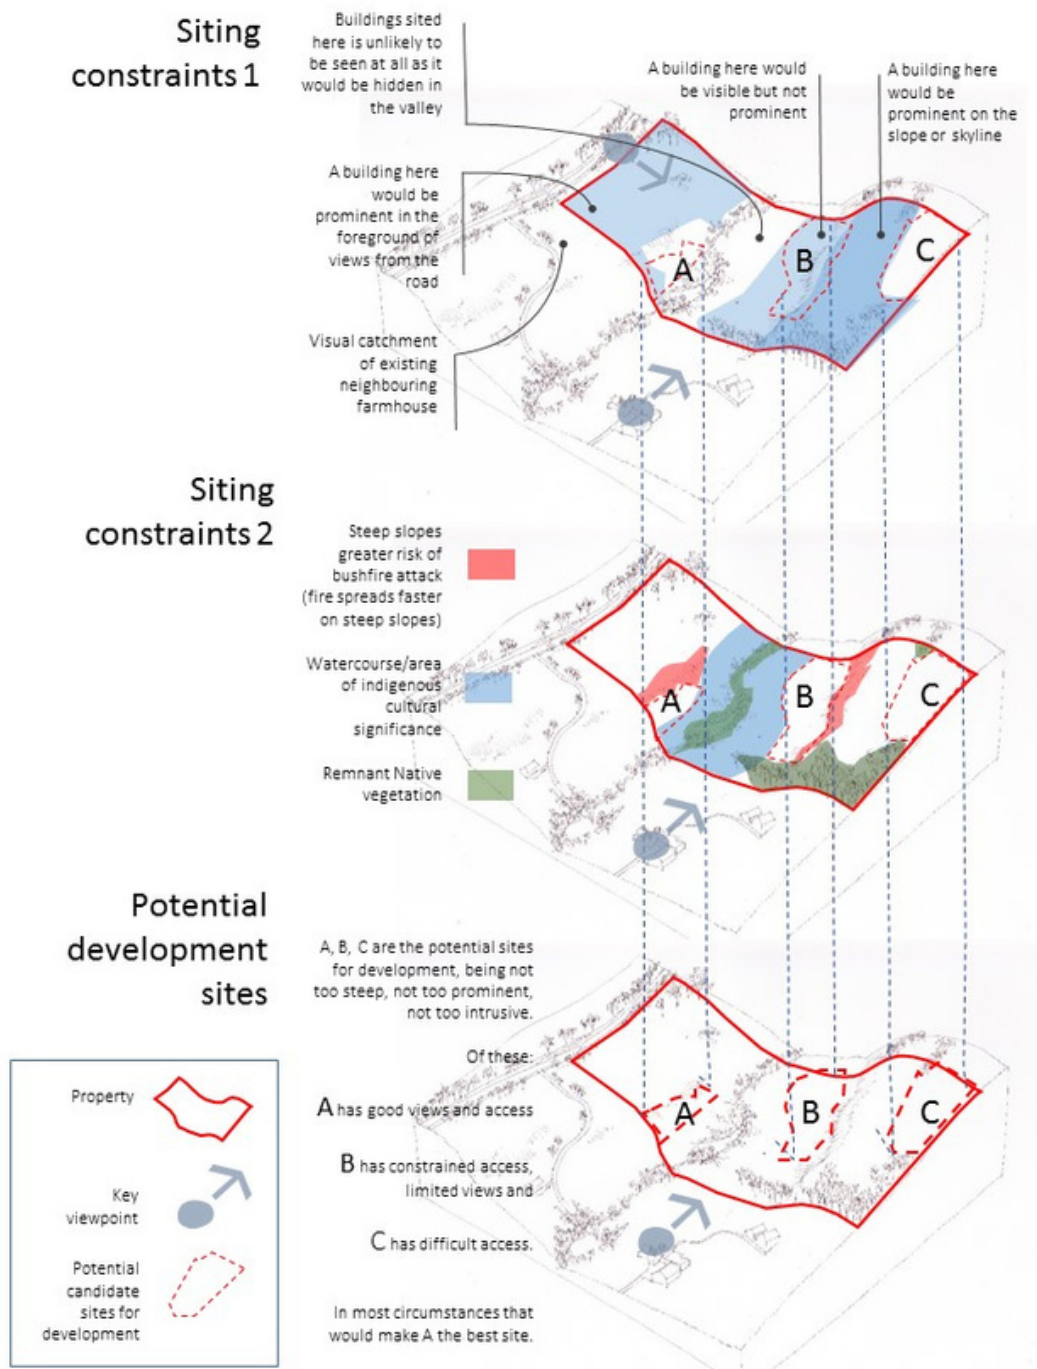 Siting
constraints 1
Buildings sited
here is unlikely to
be seen at all as it
would be hidden in
the valley
A building here would
be visible but not
prominent
A building here
would be
prominent on the
slope or skyline
A building here
would be
prominent in the
foreground of
views from the
road
Visual catchment
of existing
neighbouring
farmhouse
A
B
C
Siting
constraints 2
Steep slopes
greater risk of
bushfire attack
(fire spreads faster
on steep slopes)
Watercourse/area
of indigenous
cultural
significance
Remnant Native
vegetation
A
B
C
Potential
development
sites
A, B, C are the potential sites
for development, being not
too steep, not too prominent,
not too intrusive.
Of these:
A has good views and access
B has constrained access,
limited views and
C has difficult access.
In most circumstances that
would make A the best site.
A
B
C
Property
Key
viewpoint
Potential
candidate
sites for
development